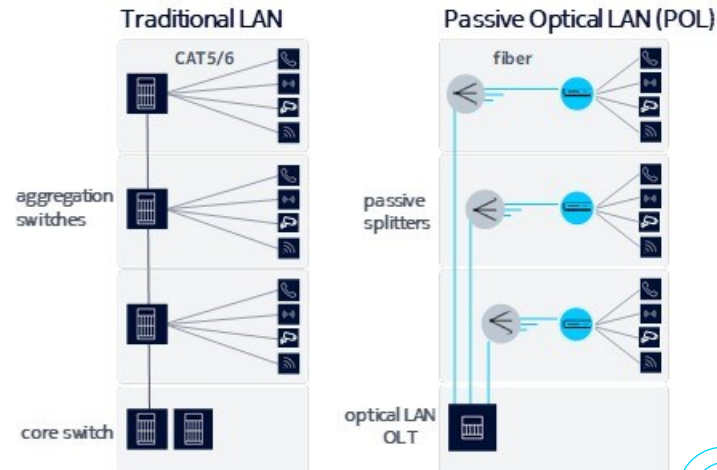 Traditional LAN
Passive Optical LAN (POL)
CAT5/6
fiber
aggregation
switches
passive
splitters
core switch
optical LAN
OLT